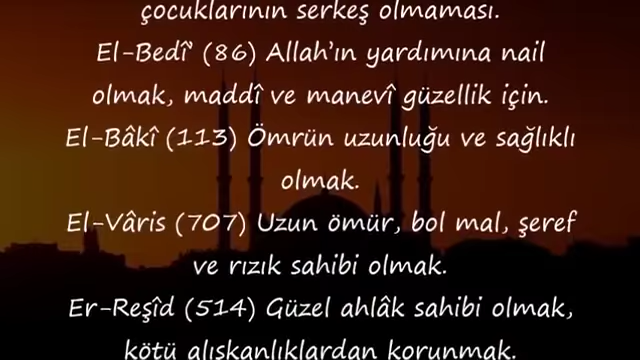 çocuklarının serkeş olmaması.
El-Bedî' (86) Allah'ın yardımına nail
olmak, maddî ve manevî güzellik için.
El-Bâkî (113) Ömrün uzunluğu ve sağlıklı
olmak.
El-Vâris (707) Uzun ömür, bol mal, şeref
ve rızık sahibi olmak.
Er-Reşîd (514) Güzel ahlâk sahibi olmak,
kötü alışkanlıklardan korunmak.